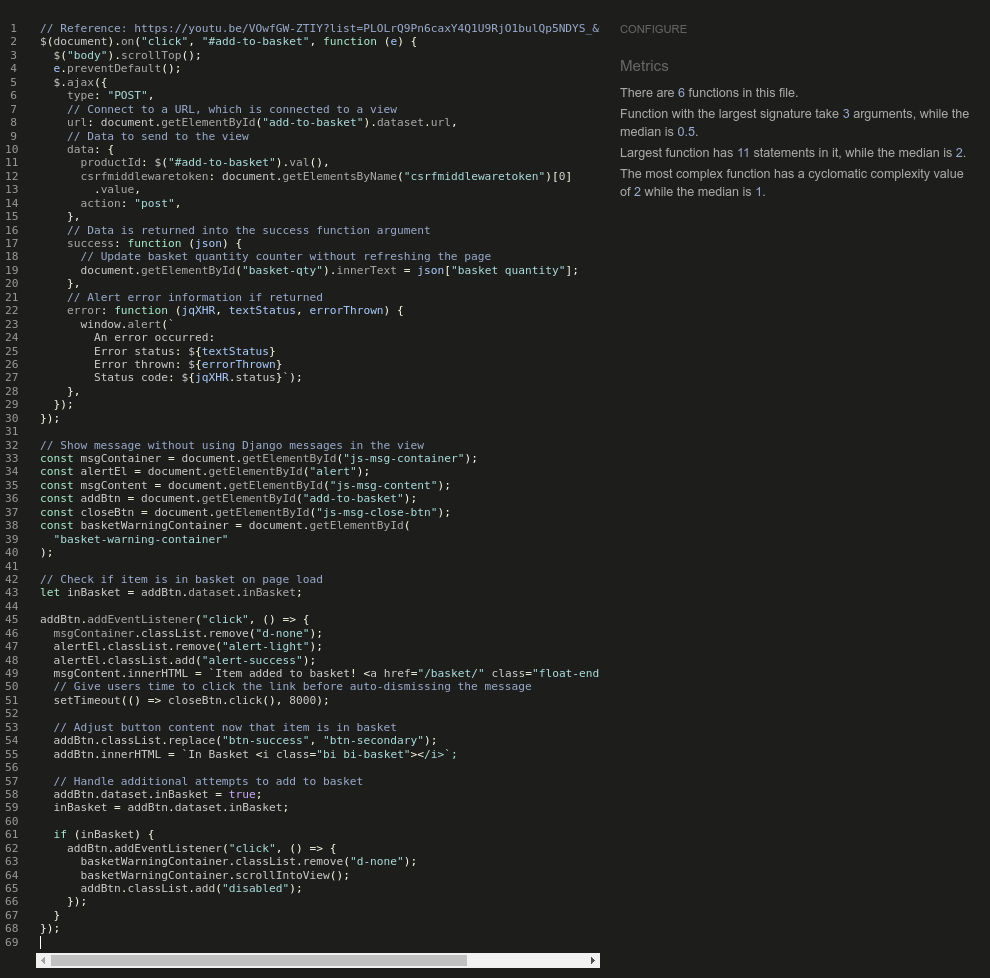 1 // Reference: https://youtu.be/VOwfGW-ZTIY?list=PLOLrQ9Pn6caxY4Q1U9RjO1bulQp5NDYS_&
2 $(document).on("click", "#add-to-basket", function (e) {
3   $("body").scrollTop();
4   e.preventDefault();
5   $.ajax({
6     type: "POST",
7     // Connect to a URL, which is connected to a view
8     url: document.getElementById("add-to-basket").dataset.url,
9     // Data to send to the view
10     data: {
11       productId: $("#add-to-basket").val(),
12       csrfmiddlewaretoken: document.getElementsByName("csrfmiddlewaretoken")[0]
13         .value,
14       action: "post",
15     },
16     // Data is returned into the success function argument
17     success: function (json) {
18       // Update basket quantity counter without refreshing the page
19       document.getElementById("basket-qty").innerText = json["basket quantity"];
20     },
21     // Alert error information if returned
22     error: function (jqXHR, textStatus, errorThrown) {
23       window.alert(`
24         An error occurred:
25         Error status: ${textStatus}
26         Error thrown: ${errorThrown}
27         Status code: ${jqXHR.status}`);
28     },
29   });
30 });
31
32 // Show message without using Django messages in the view
33 const msgContainer = document.getElementById("js-msg-container");
34 const alertEl = document.getElementById("alert");
35 const msgContent = document.getElementById("js-msg-content");
36 const addBtn = document.getElementById("add-to-basket");
37 const closeBtn = document.getElementById("js-msg-close-btn");
38 const basketWarningContainer = document.getElementById(
39   "basket-warning-container"
40 );
41
42 // Check if item is in basket on page load
43 let inBasket = addBtn.dataset.inBasket;
44
45 addBtn.addEventListener("click", () => {
46   msgContainer.classList.remove("d-none");
47   alertEl.classList.remove("alert-light");
48   alertEl.classList.add("alert-success");
49   msgContent.innerHTML = `Item added to basket! <a href="/basket/" class="float-end
50   // Give users time to click the link before auto-dismissing the message
51   setTimeout(() => closeBtn.click(), 8000);
52
53   // Adjust button content now that item is in basket
54   addBtn.classList.replace("btn-success", "btn-secondary");
55   addBtn.innerHTML = `In Basket <i class="bi bi-basket"></i>`;
56
57   // Handle additional attempts to add to basket
58   addBtn.dataset.inBasket = true;
59   inBasket = addBtn.dataset.inBasket;
60
61   if (inBasket) {
62     addBtn.addEventListener("click", () => {
63       basketWarningContainer.classList.remove("d-none");
64       basketWarningContainer.scrollIntoView();
65       addBtn.classList.add("disabled");
66     });
67   }
68 });
69
CONFIGURE
Metrics
There are 6 functions in this file.
Function with the largest signature take 3 arguments, while the
median is 0.5.
Largest function has 11 statements in it, while the median is 2.
The most complex function has a cyclomatic complexity value
of 2 while the median is 1.